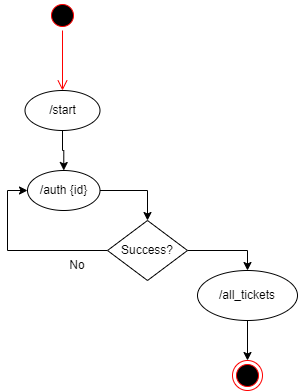 /start
/auth {id}
Success?
No
/all_tickets